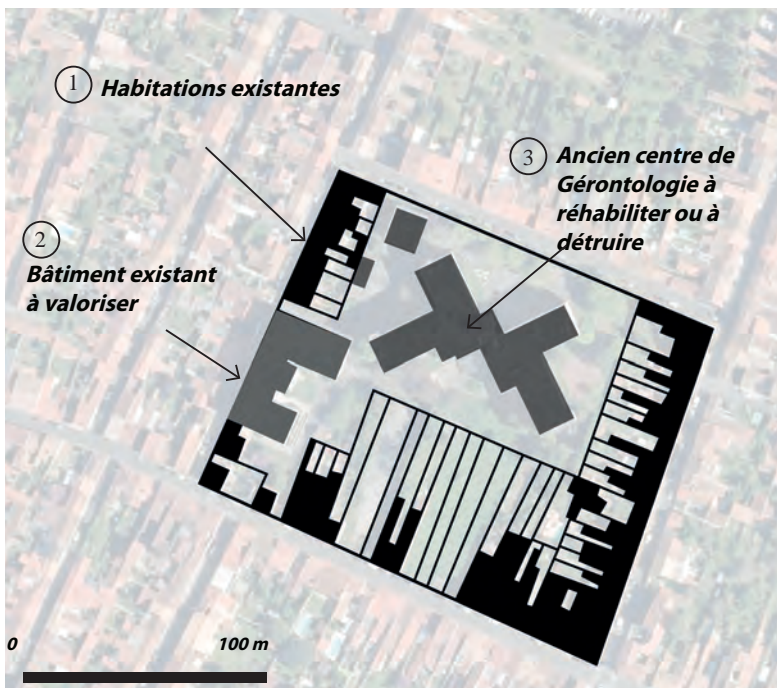 1 Habitations existantes
3 Ancien centre de
Gérontologie à
réhabiliter ou à
détruire
2
Bâtiment existant
à valoriser
0 100 m